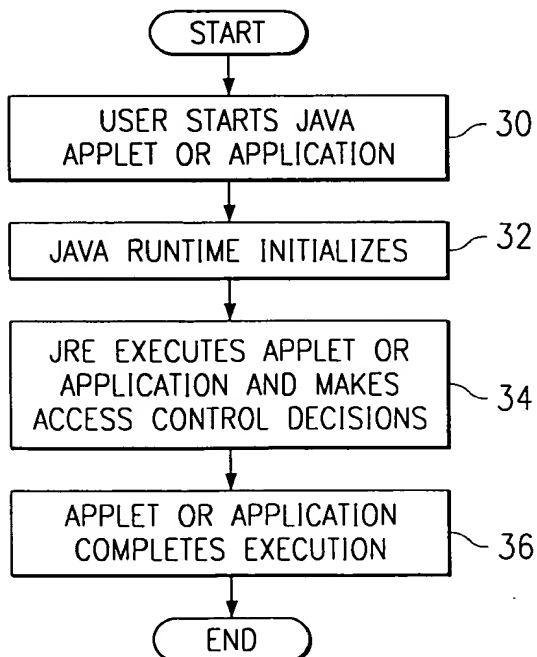 START
USER STARTS JAVA
APPLET OR APPLICATION
30
JAVA RUNTIME INITIALIZES
32
JRE EXECUTES APPLET OR
APPLICATION AND MAKES
ACCESS CONTROL DECISIONS
34
APPLET OR APPLICATION
COMPLETES EXECUTION
36
END